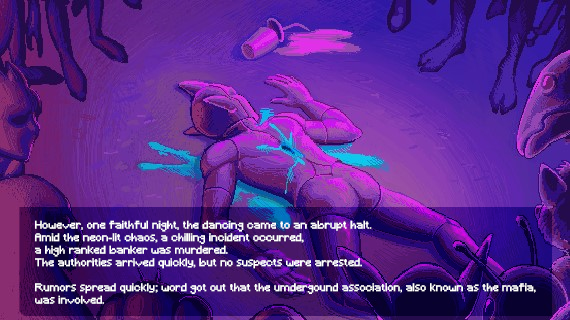 However, one faithful night, the dancing came to an abrupt halt.
Amid the neon-lit chaos, a chilling incident occurred,
a high ranked banker was murdered.
The authorities arrived quickly, but no suspects were arrested.
Rumors spread quickly; word got out that the umdergound association, also known as the mafia,
was involved.